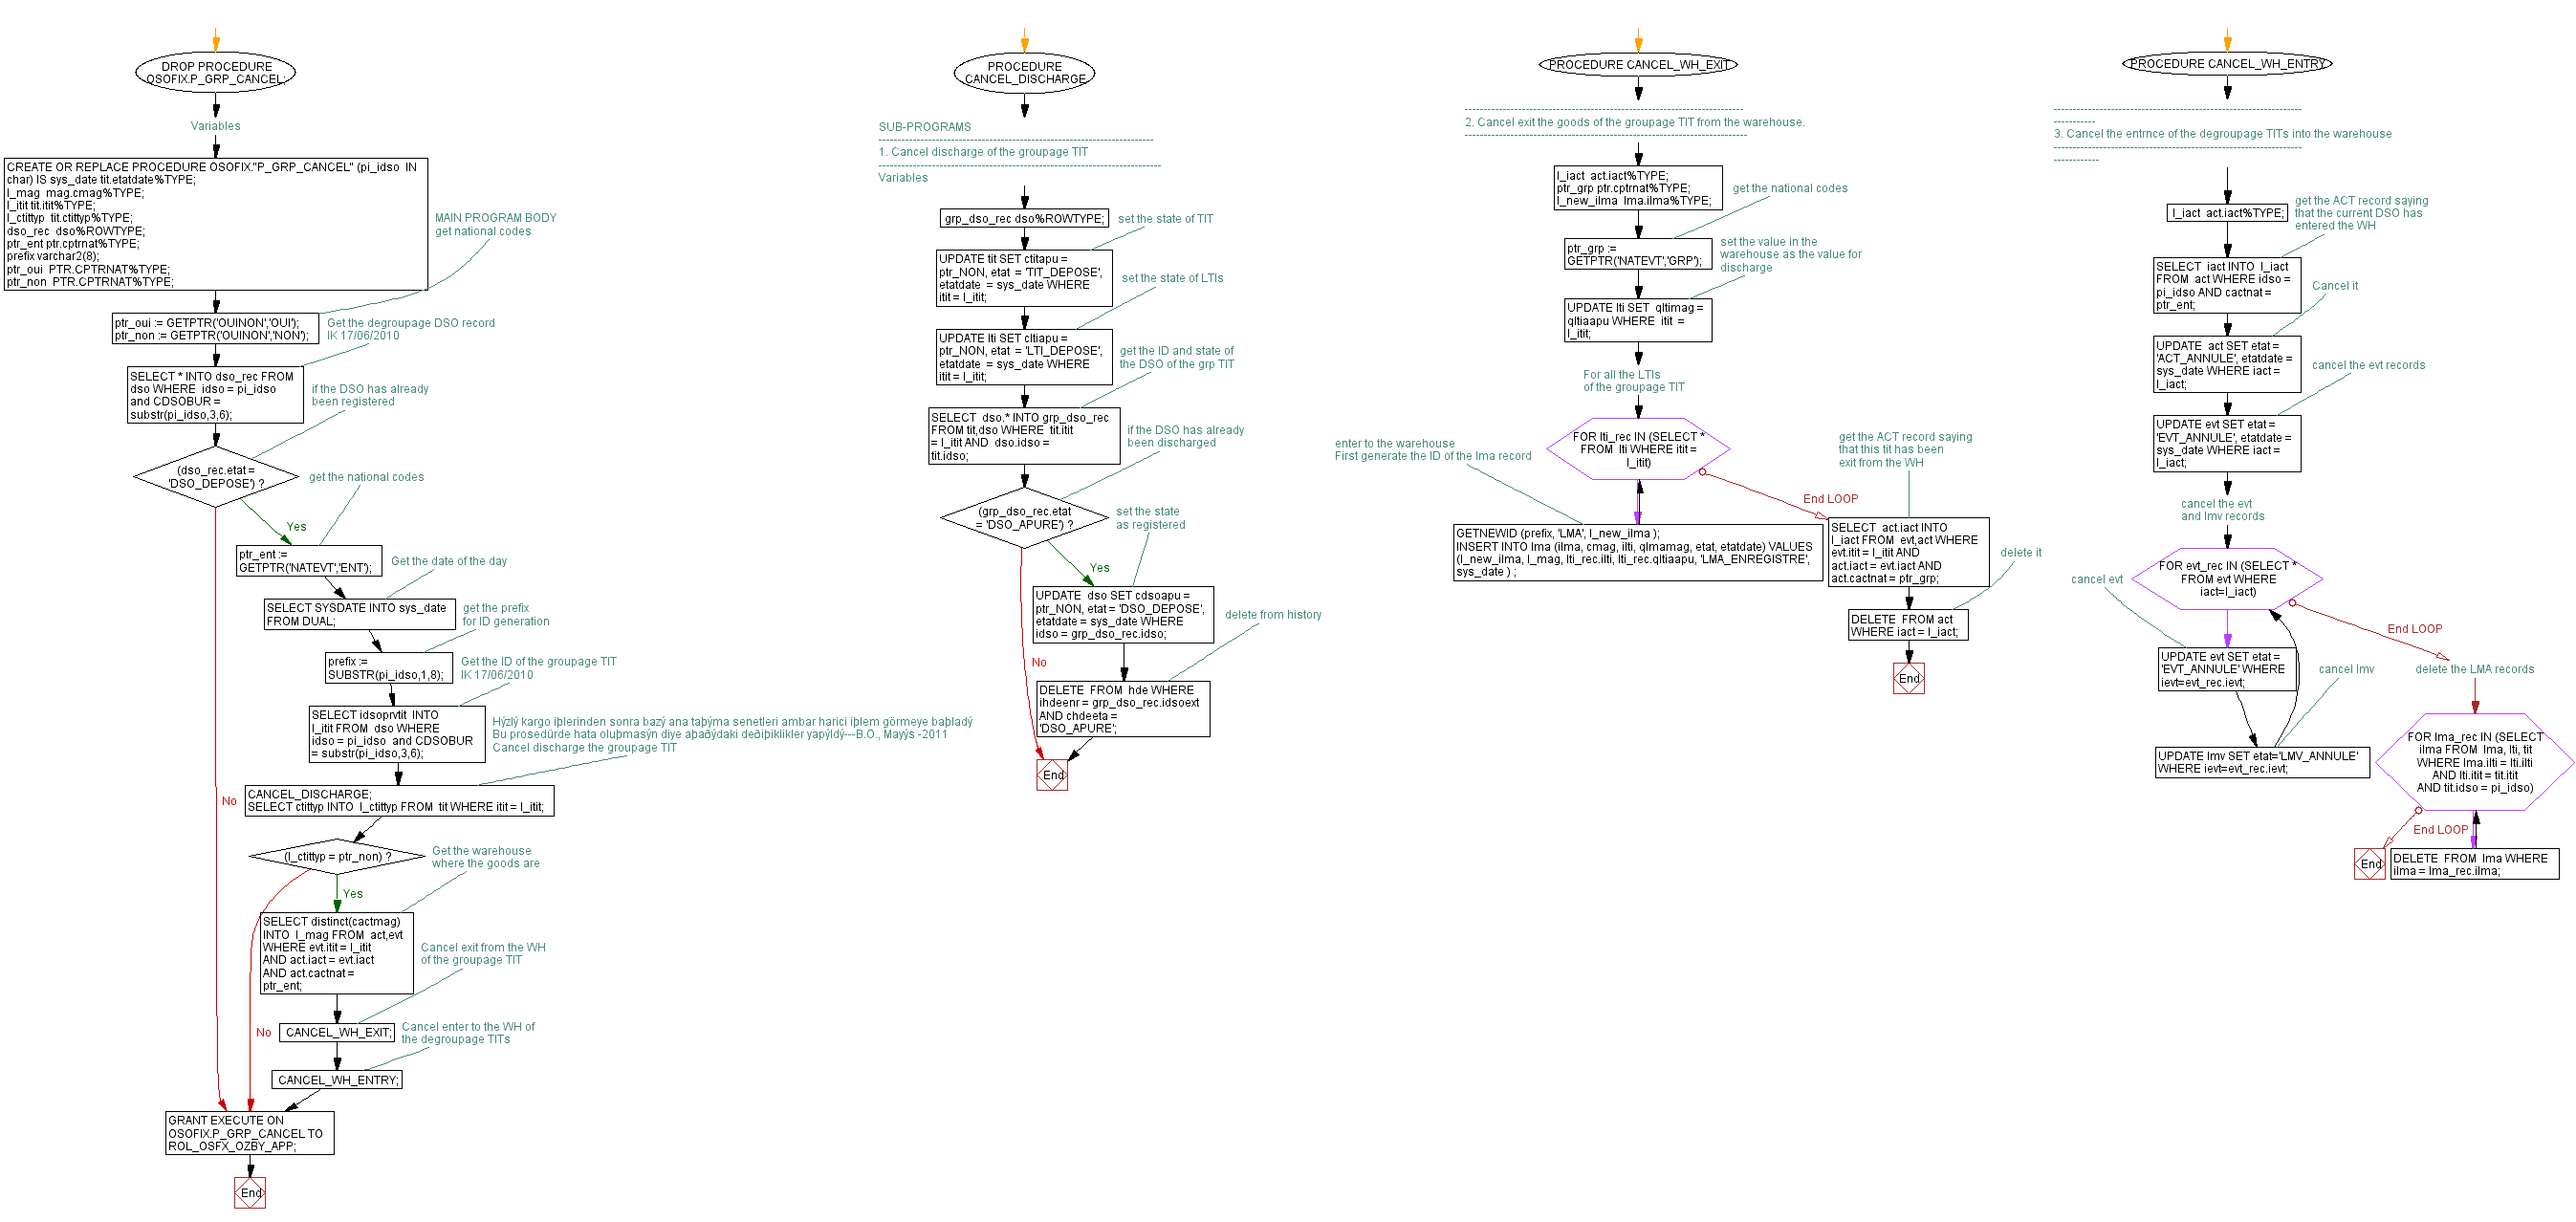 DROP PROCEDURE
OSOFIX.P_GRP_CANCEL;
Variables
CREATE OR REPLACE PROCEDURE OSOFIX."P_GRP_CANCEL" (pi_idso IN
char) IS sys_date tit.etatdate%TYPE;
l_mag mag.cmag%TYPE;
l_itit tit.itit%TYPE;
l_ctittyp tit.ctittyp%TYPE;
dso_rec dso%ROWTYPE;
ptr_ent ptr.cptrnat%TYPE;
prefix varchar2(8);
ptr_oui PTR.CPTRNAT%TYPE;
ptr_non PTR.CPTRNAT%TYPE;
MAIN PROGRAM BODY
get national codes
ptr_oui := GETPTR('OUINON','OUI');
ptr_non := GETPTR('OUINON','NON');
Get the degroupage DSO record
IK 17/06/2010
SELECT * INTO dso_rec FROM
dso WHERE idso = pi_idso
and CDSOBUR =
substr(pi_idso,3,6);
if the DSO has already
been registered
(dso_rec.etat =
'DSO_DEPOSE') ?
get the national codes
Yes
ptr_ent :=
GETPTR('NATEVT','ENT');
Get the date of the day
SELECT SYSDATE INTO sys_date
FROM DUAL;
get the prefix
for ID generation
prefix :=
SUBSTR(pi_idso,1,8);
Get the ID of the groupage TIT
IK 17/06/2010
SELECT idsoprvtit INTO
l_itit FROM dso WHERE
idso = pi_idso and CDSOBUR
= substr(pi_idso,3,6);
Hýzlý kargo iþlerinden sonra bazý ana taþýma senetleri ambar harici iþlem görmeye baþladý
Bu prosedürde hata oluþmasýn diye aþaðýdaki deðiþiklikler yapýldý---B.O., Mayýs -2011
Cancel discharge the groupage TIT
No
CANCEL_DISCHARGE;
SELECT ctittyp INTO l_ctittyp FROM tit WHERE itit = l_itit;
(l_ctittyp = ptr_non) ?
Get the warehouse
where the goods are
Yes
SELECT distinct(cactmag)
INTO l_mag FROM act,evt
WHERE evt.itit = l_itit
AND act.iact = evt.iact
AND act.cactnat =
ptr_ent;
Cancel exit from the WH
of the groupage TIT
No
CANCEL_WH_EXIT;
Cancel enter to the WH of
the degroupage TITs
CANCEL_WH_ENTRY;
GRANT EXECUTE ON
OSOFIX.P_GRP_CANCEL TO
ROL_OSFX_OZBY_APP;
End
PROCEDURE
CANCEL_DISCHARGE
SUB-PROGRAMS
------------------------------------------------------------------
1. Cancel discharge of the groupage TIT
--------------------------------------------------------------------
Variables
grp_dso_rec dso%ROWTYPE;
set the state of TIT
UPDATE tit SET ctitapu =
ptr_NON, etat = 'TIT_DEPOSE',
etatdate = sys_date WHERE
itit = l_itit;
set the state of LTIs
UPDATE lti SET cltiapu =
ptr_NON, etat = 'LTI_DEPOSE',
etatdate = sys_date WHERE
itit = l_itit;
get the ID and state of
the DSO of the grp TIT
SELECT dso.* INTO grp_dso_rec
FROM tit,dso WHERE tit.itit
= l_itit AND dso.idso =
tit.idso;
if the DSO has already
been discharged
(grp_dso_rec.etat
= 'DSO_APURE') ?
set the state
as registered
Yes
UPDATE dso SET cdsoapu =
ptr_NON, etat = 'DSO_DEPOSE',
etatdate = sys_date WHERE
idso = grp_dso_rec.idso;
delete from history
No
DELETE FROM hde WHERE
ihdeenr = grp_dso_rec.idsoext
AND chdeeta =
'DSO_APURE';
End
PROCEDURE CANCEL_WH_EXIT
-------------------------------------------------------------------
2. Cancel exit the goods of the groupage TIT from the warehouse.
--------------------------------------------------------------------
l_iact act.iact%TYPE;
ptr_grp ptr.cptrnat%TYPE;
l_new_ilma lma.ilma%TYPE;
get the national codes
ptr_grp :=
GETPTR('NATEVT','GRP');
set the value in the
warehouse as the value for
discharge
UPDATE lti SET qltimag =
qltiaapu WHERE itit =
l_itit;
For all the LTIs
of the groupage TIT
FOR lti_rec IN (SELECT *
FROM lti WHERE itit =
l_itit)
enter to the warehouse
First generate the ID of the lma record
get the ACT record saying
that this tit has been
exit from the WH
End LOOP
GETNEWID (prefix, 'LMA', l_new_ilma );
INSERT INTO lma (ilma, cmag, ilti, qlmamag, etat, etatdate) VALUES
(l_new_ilma, l_mag, lti_rec.ilti, lti_rec.qltiaapu, 'LMA_ENREGISTRE',
sys_date ) ;
SELECT act.iact INTO
l_iact FROM evt,act WHERE
evt.itit = l_itit AND
act.iact = evt.iact AND
act.cactnat = ptr_grp;
delete it
DELETE FROM act
WHERE iact = l_iact;
End
PROCEDURE CANCEL_WH_ENTRY
------------------------------------------------------------
----------
3. Cancel the entrnce of the degroupage TITs into the warehouse
------------------------------------------------------------
-----------
l_iact act.iact%TYPE;
get the ACT record saying
that the current DSO has
entered the WH
SELECT iact INTO l_iact
FROM act WHERE idso =
pi_idso AND cactnat =
ptr_ent;
Cancel it
UPDATE act SET etat =
'ACT_ANNULE', etatdate =
sys_date WHERE iact =
l_iact;
cancel the evt records
UPDATE evt SET etat =
'EVT_ANNULE', etatdate =
sys_date WHERE iact =
l_iact;
cancel the evt
and lmv records
FOR evt_rec IN (SELECT *
FROM evt WHERE
iact=l_iact)
cancel evt
End LOOP
UPDATE evt SET etat =
'EVT_ANNULE' WHERE
ievt=evt_rec.ievt;
cancel lmv
delete the LMA records
UPDATE lmv SET etat='LMV_ANNULE'
WHERE ievt=evt_rec.ievt;
FOR lma_rec IN (SELECT
ilma FROM lma, lti, tit
WHERE lma.ilti = lti.ilti
AND lti.itit = tit.itit
AND tit.idso = pi_idso)
End LOOP
End
DELETE FROM lma WHERE
ilma = lma_rec.ilma;